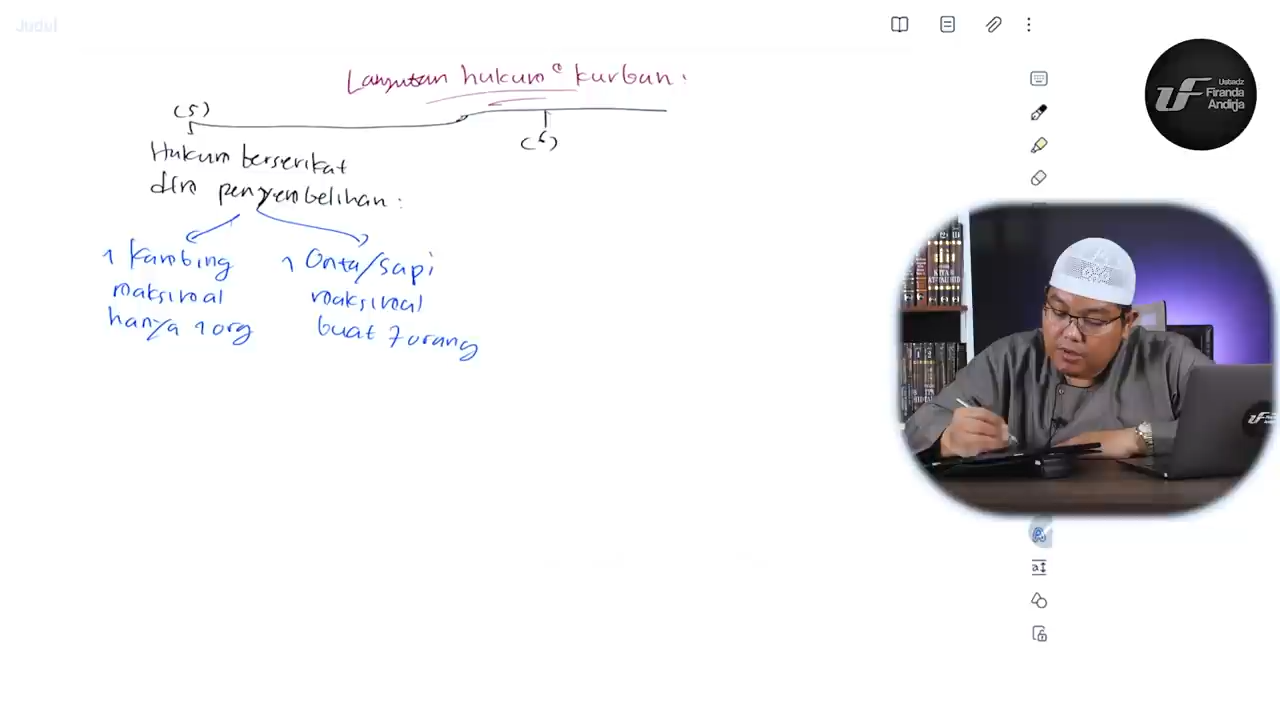 Judul
Lanjutan hukum² kurban:
(5)
(6)
Hukum berserikat
dlm penyembelihan:
1 Kambing
maksimal
hanya 1 org
1 Onta/sapi
maksimal
buat 7 orang
Ustadz
Firanda
Andirja